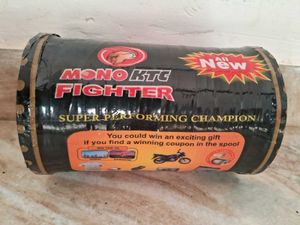 All
New
MONO KTC
FIGHTER
SUPER PERFORMING CHAMPION
You could win an exciting gift
if you find a winning coupon in the spool